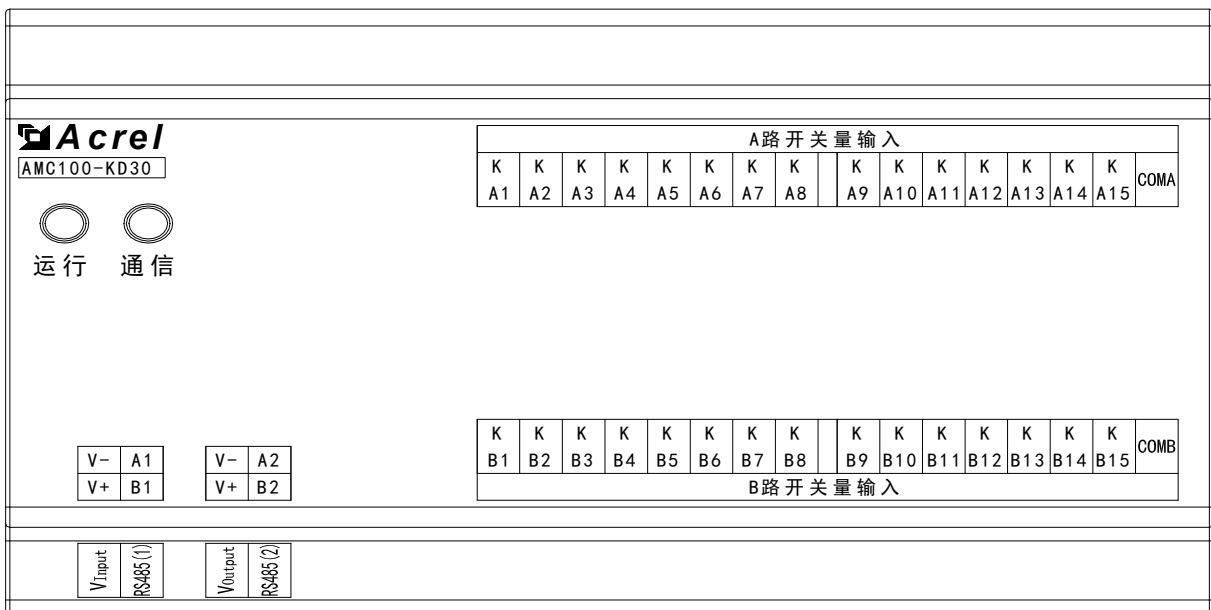 Acrel
AMC100-KD30
运行 通信
A路开关量输入
K K K K K K K K K K K K K K K COMA
A1 A2 A3 A4 A5 A6 A7 A8 A9 A10 A11 A12 A13 A14 A15
K K K K K K K K K K K K K K K COMB
B1 B2 B3 B4 B5 B6 B7 B8 B9 B10 B11 B12 B13 B14 B15
B路开关量输入
V- A1 V- A2
V+ B1 V+ B2
VInput RS485(1) VOutput RS485(2)